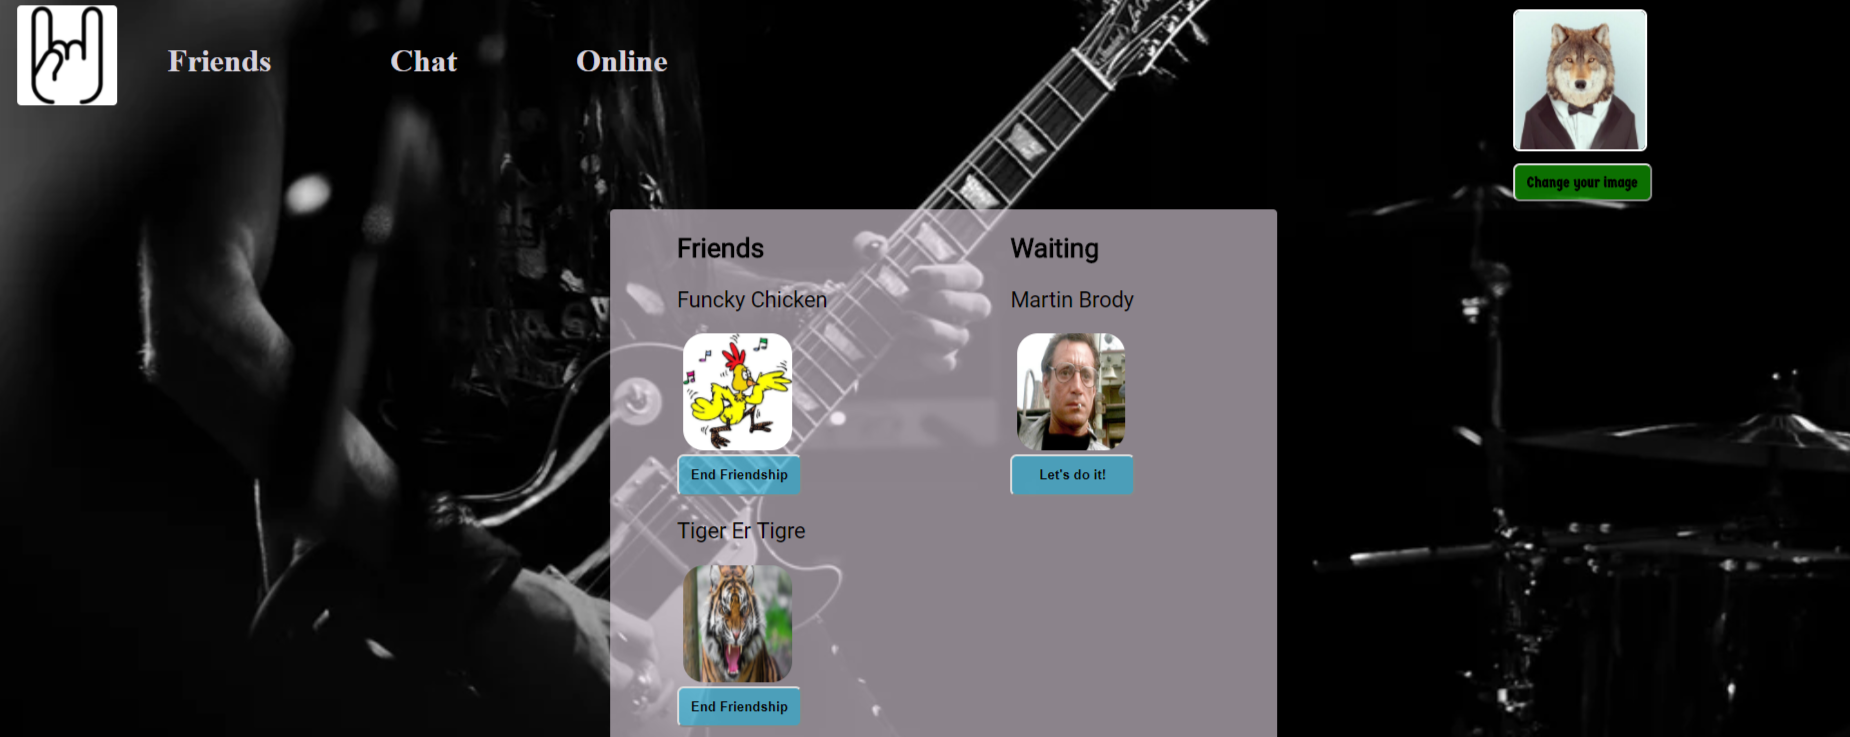 Friends
Chat
Online
Change your image
Friends
Waiting
Funcky Chicken
Martin Brody
End Friendship
Let's do it!
Tiger Er Tigre
End Friendship